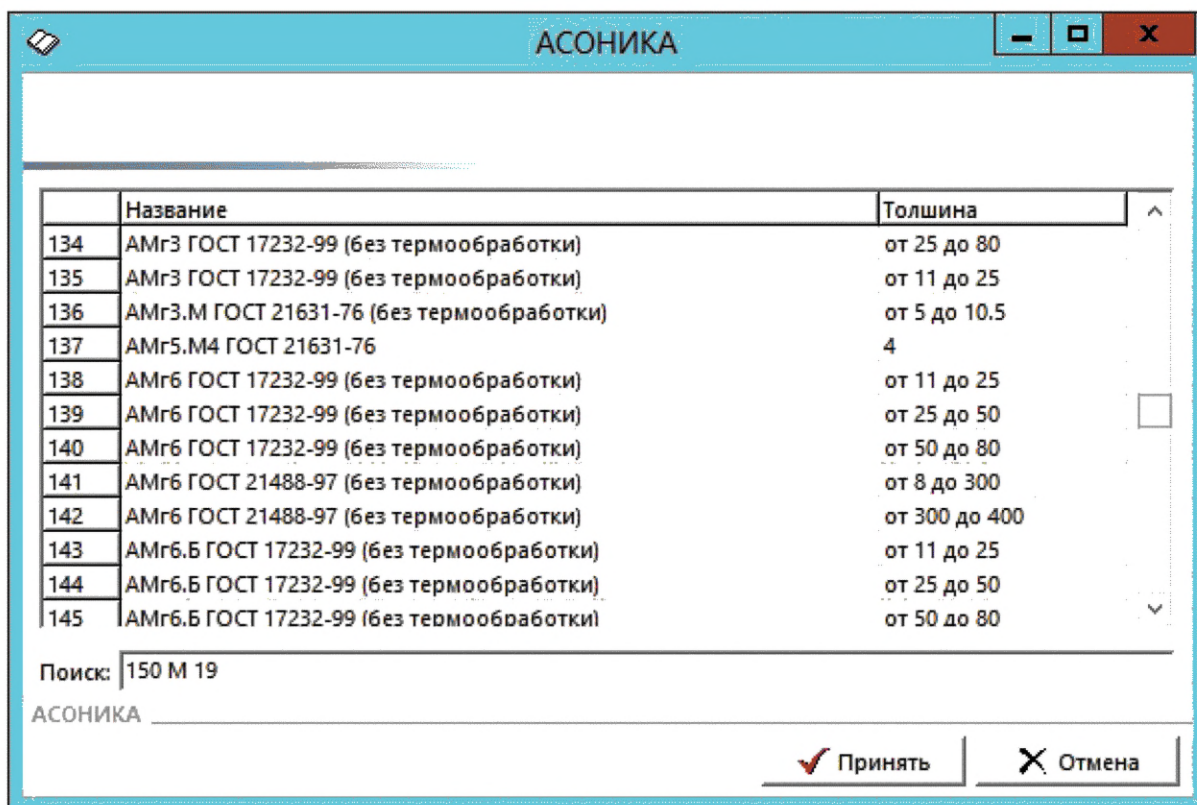 АСОНИКА
Название Толшина
134 АМг3 ГОСТ 17232-99 (без термообработки) от 25 до 80
135 АМг3 ГОСТ 17232-99 (без термообработки) от 11 до 25
136 АМг3.М ГОСТ 21631-76 (без термообработки) от 5 до 10.5
137 АМг5.М4 ГОСТ 21631-76 4
138 АМг6 ГОСТ 17232-99 (без термообработки) от 11 до 25
139 АМг6 ГОСТ 17232-99 (без термообработки) от 25 до 50
140 АМг6 ГОСТ 17232-99 (без термообработки) от 50 до 80
141 АМг6 ГОСТ 21488-97 (без термообработки) от 8 до 300
142 АМг6 ГОСТ 21488-97 (без термообработки) от 300 до 400
143 АМг6.Б ГОСТ 17232-99 (без термообработки) от 11 до 25
144 АМг6.Б ГОСТ 17232-99 (без термообработки) от 25 до 50
145 АМг6.Б ГОСТ 17232-99 (без термообработки) от 50 до 80
Поиск: 150 М 19
АСОНИКА
Принять Отмена